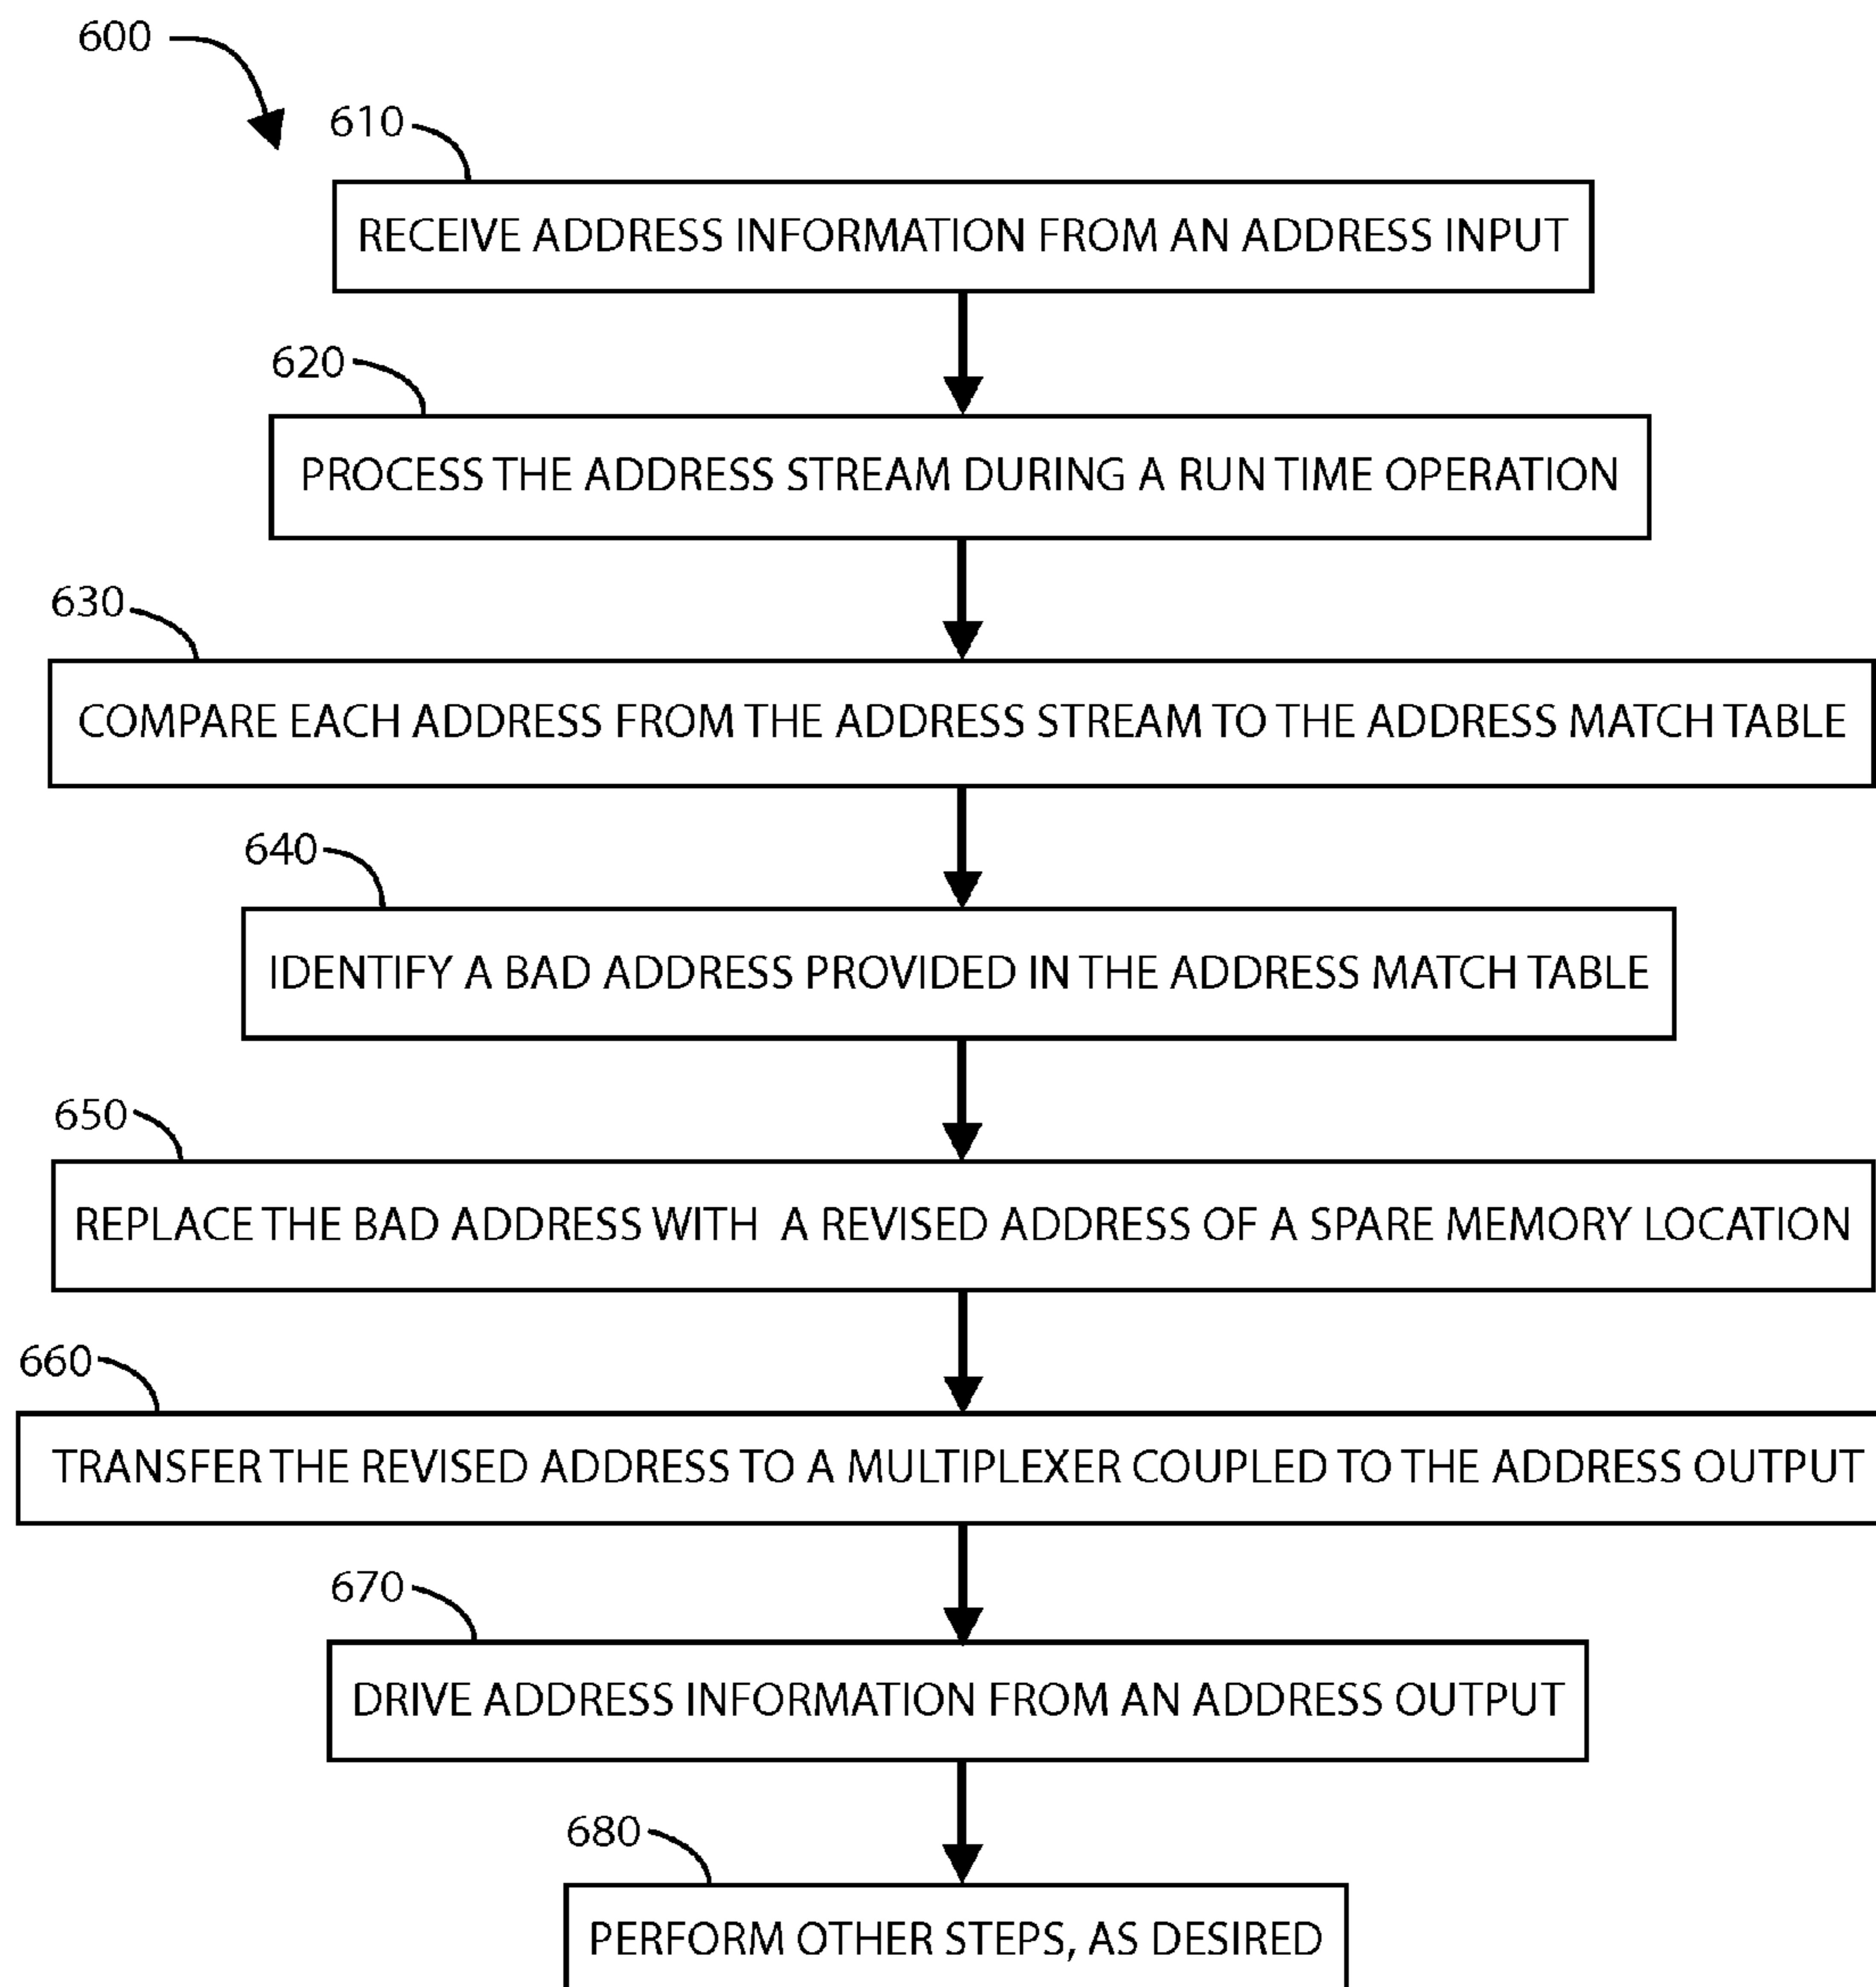 600
610
RECEIVE ADDRESS INFORMATION FROM AN ADDRESS INPUT
620
PROCESS THE ADDRESS STREAM DURING A RUN TIME OPERATION
630
COMPARE EACH ADDRESS FROM THE ADDRESS STREAM TO THE ADDRESS MATCH TABLE
640
IDENTIFY A BAD ADDRESS PROVIDED IN THE ADDRESS MATCH TABLE
650
REPLACE THE BAD ADDRESS WITH A REVISED ADDRESS OF A SPARE MEMORY LOCATION
660
TRANSFER THE REVISED ADDRESS TO A MULTIPLEXER COUPLED TO THE ADDRESS OUTPUT
670
DRIVE ADDRESS INFORMATION FROM AN ADDRESS OUTPUT
680
PERFORM OTHER STEPS, AS DESIRED